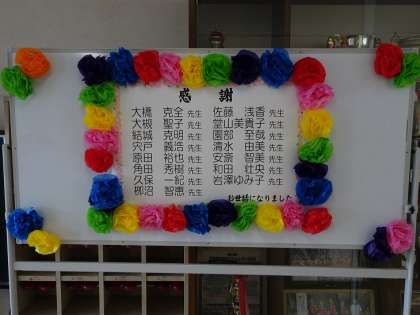 感謝
大橋 克全 先生 佐藤 浅香 先生
大槻 聖子 先生 堂山美貴子 先生
結城 克明 先生 園部 至哉 先生
宍戸 義浩 先生 清水 由美 先生
原田 裕也 先生 安斎 智美 先生
角田 秀樹 先生 和田 壮央 先生
久保 一紀 先生 岩澤ゆみ子 先生
柳沼 智恵 先生
お世話になりました